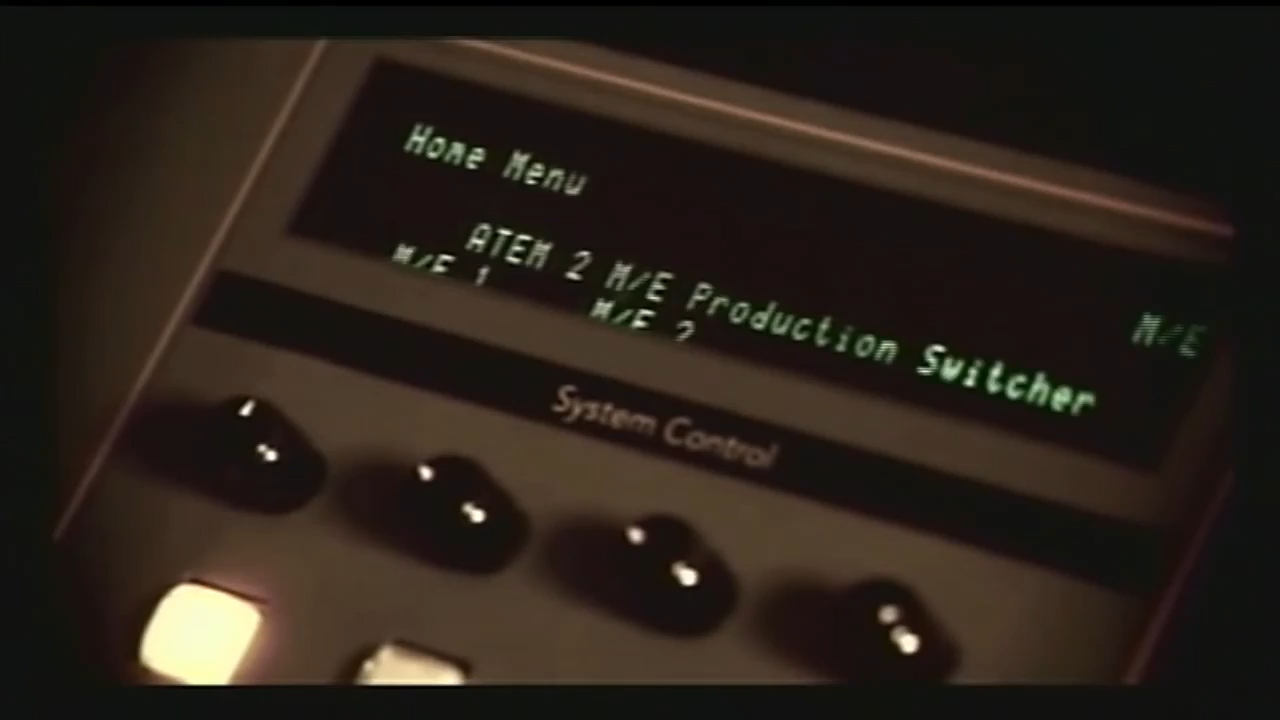 Home Menu
ATEM 2 M/E Production Switcher
M/E 1 M/E 2 M/E
System Control